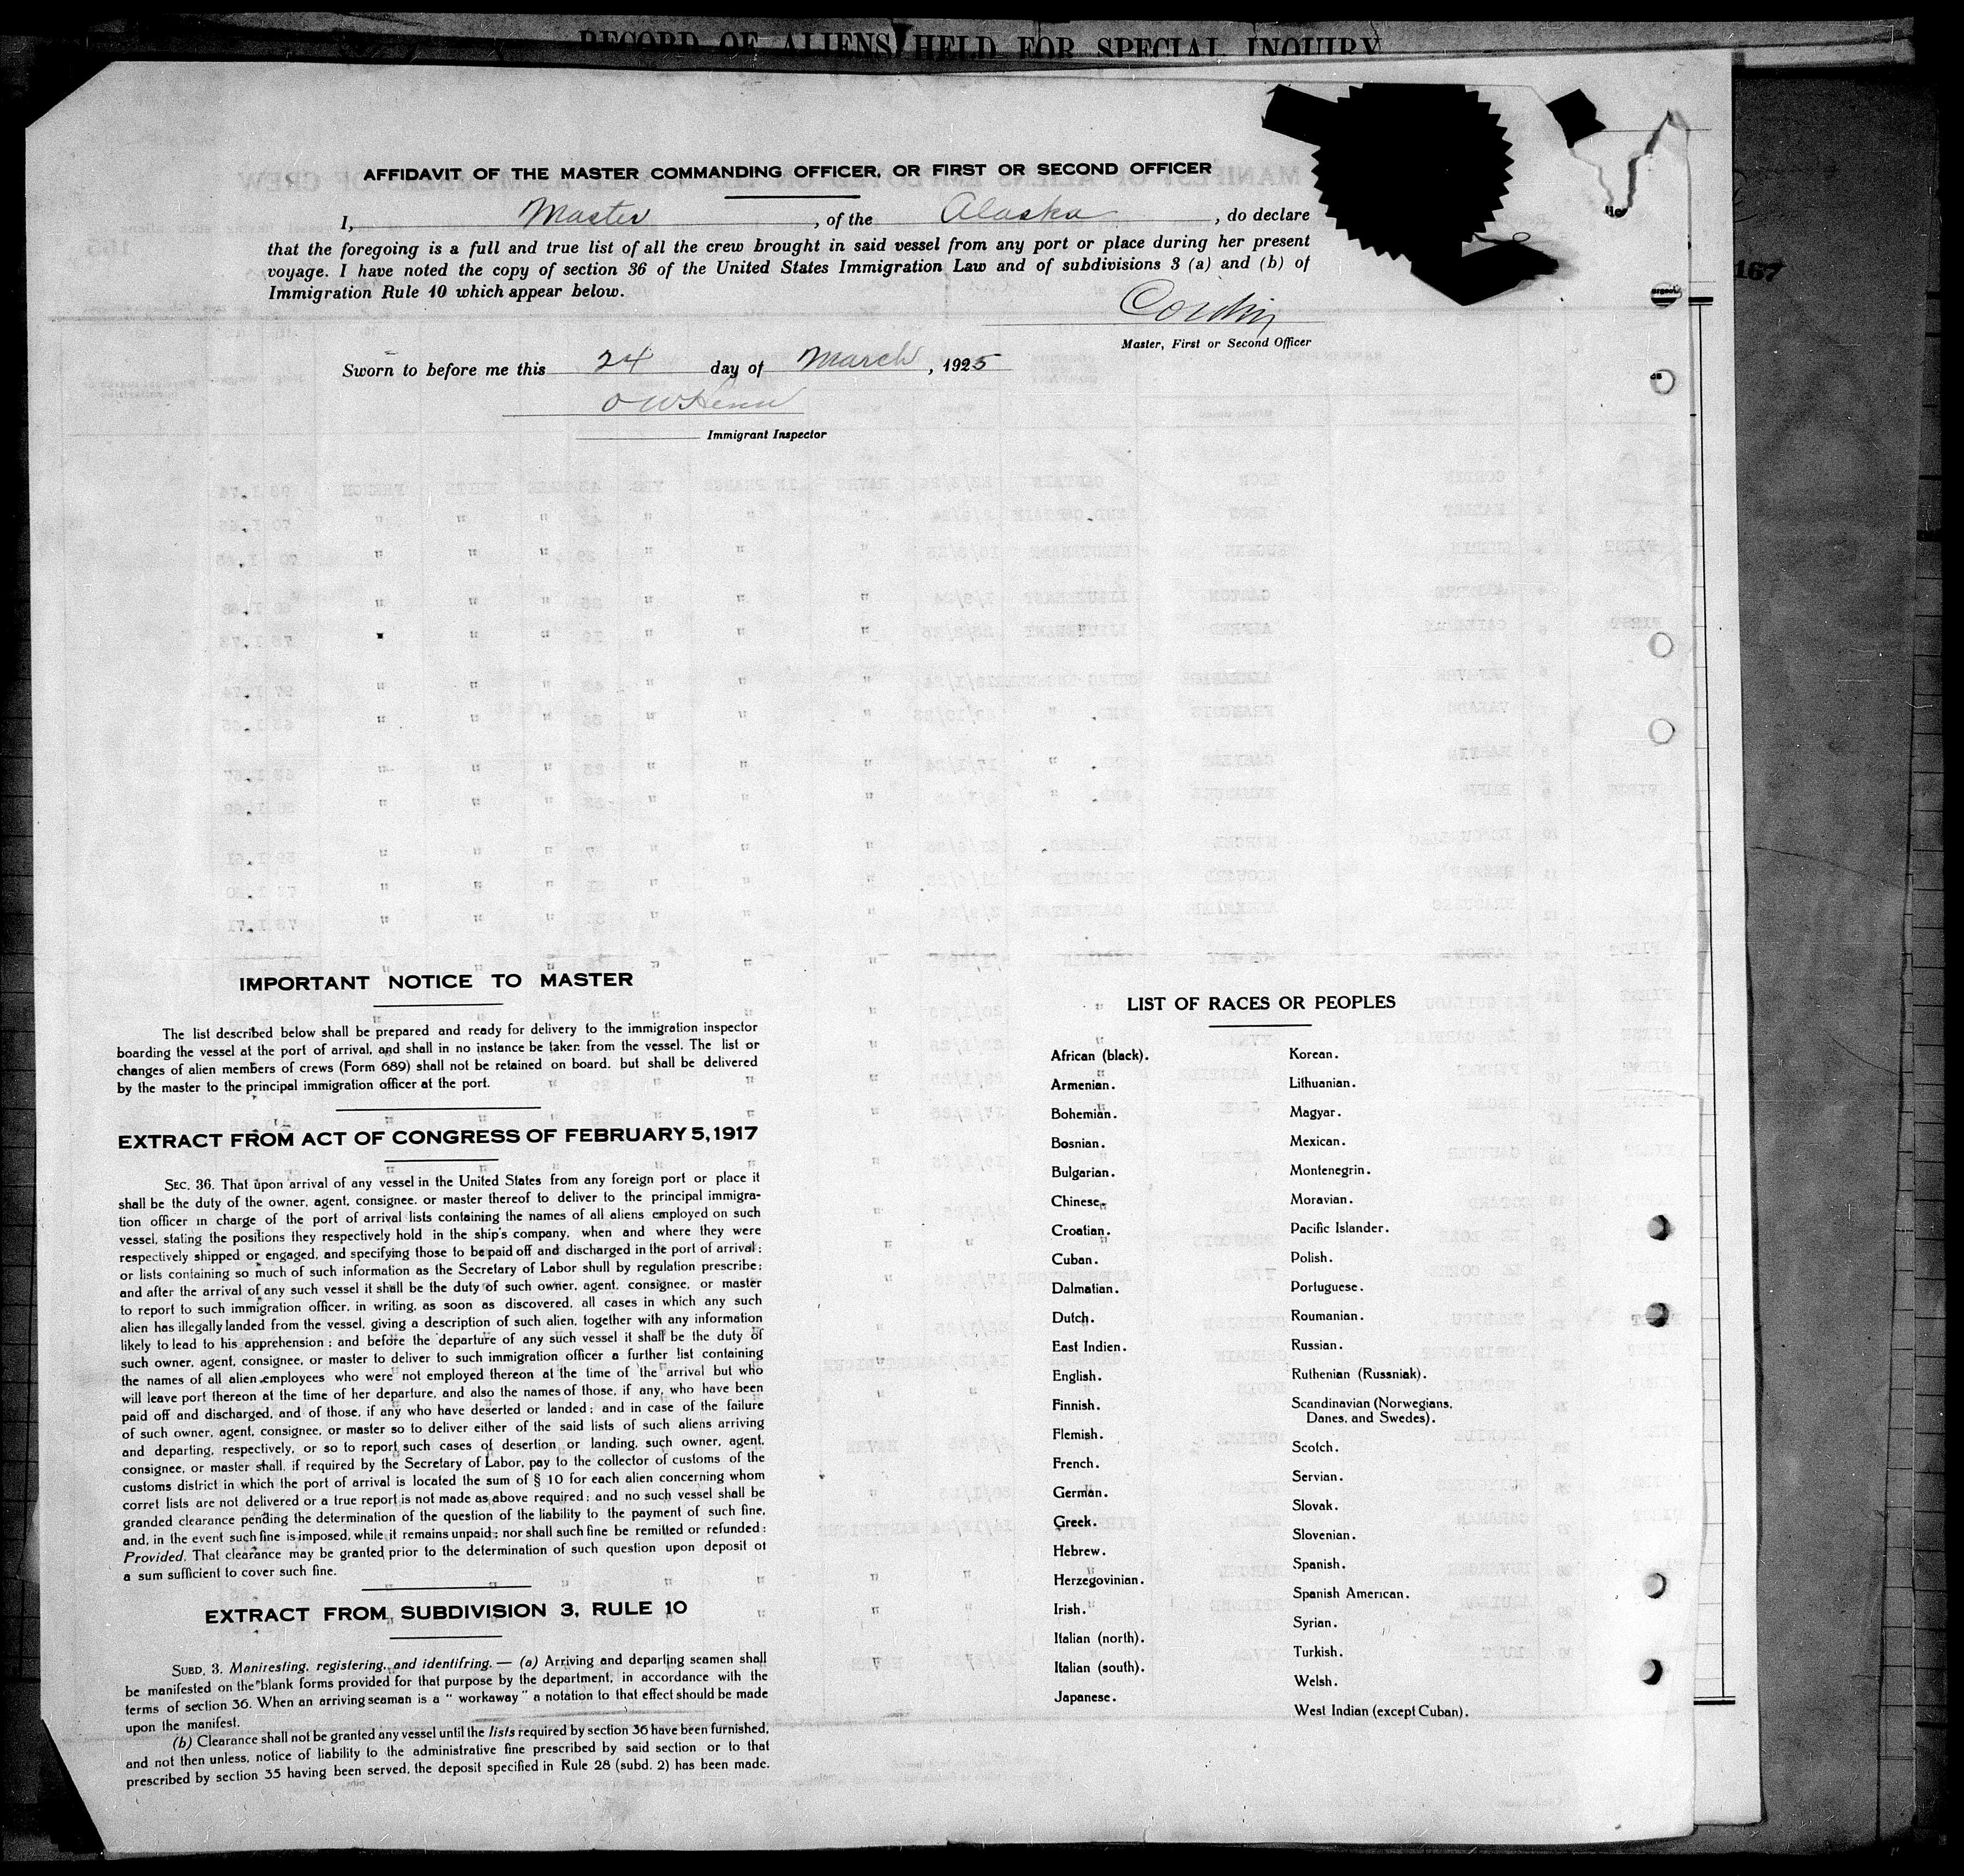 RECORD OF ALIENS HELD FOR SPECIAL INQUIRY
AFFIDAVIT OF THE MASTER COMMANDING OFFICER, OR FIRST OR SECOND OFFICER
I, Master, of the Alaska, do declare
that the foregoing is a full and true list of all the crew brought in said vessel from any port or place during her present
voyage. I have noted the copy of section 36 of the United States Immigration Law and of subdivisions 3 (a) and (b) of
Immigration Rule 10 which appear below.
Master, First or Second Officer
Sworn to before me this 24 day of March, 1925
Immigrant Inspector
167
IMPORTANT NOTICE TO MASTER
The list described below shall be prepared and ready for delivery to the immigration inspector
boarding the vessel at the port of arrival, and shall in no instance be taken from the vessel. The list or
changes of alien members of crews (Form 689) shall not be retained on board. but shall be delivered
by the master to the principal immigration officer at the port.
EXTRACT FROM ACT OF CONGRESS OF FEBRUARY 5, 1917
SEC. 36. That upon arrival of any vessel in the United States from any foreign port or place it
shall be the duty of the owner, agent, consignee. or master thereof to deliver to the principal immigra-
tion officer in charge of the port of arrival lists containing the names of all aliens employed on such
vessel, stating the positions they respectively hold in the ship's company, when and where they were
respectively shipped or engaged, and specifying those to be paid off and discharged in the port of arrival;
or lists containing so much of such information as the Secretary of Labor shull by regulation prescribe;
and after the arrival of any such vessel it shall be the duty of such owner, agent, consignee, or master
to report to such immigration officer, in writing, as soon as discovered, all cases in which any such
alien has illegally landed from the vessel, giving a description of such alien, together with any information
likely to lead to his apprehension; and before the departure of any such vessel it shall be the duty of
such owner, agent, consignee, or master to deliver to such immigration officer a further list containing
the names of all alien employees who were not employed thereon at the time of the arrival but who
will leave port thereon at the time of her departure, and also the names of those, if any, who have been
paid off and discharged, and of those, if any who have deserted or landed; and in case of the failure
of such owner, agent, consignee, or master so to deliver either of the said lists of such aliens arriving
and departing, respectively, or so to report such cases of desertion or landing, such owner, agent,
consignee, or master shall, if required by the Secretary of Labor, pay to the collector of customs of the
customs district in which the port of arrival is located the sum of § 10 for each alien concerning whom
corret lists are not delivered or a true report is not made as above required; and no such vessel shall be
granded clearance pending the determination of the question of the liability to the payment of such fine,
and, in the event such fine is imposed, while it remains unpaid; nor shall such fine be remitted or refunded:
Provided, That clearance may be granted prior to the determination of such question upon deposit of
a sum sufficient to cover such fine.
EXTRACT FROM SUBDIVISION 3, RULE 10
SUBD. 3. Maniresting, registering, and identifring. — (a) Arriving and departing seamen shall
be manifested on the blank forms provided for that purpose by the department, in accordance with the
terms of section 36. When an arriving seaman is a " workaway " a notation to that effect should be made
upon the manifest.
(b) Clearance shall not be granted any vessel until the lists required by section 36 have been furnished,
and not then unless, notice of liability to the administrative fine prescribed by said section or to that
prescribed by section 35 having been served, the deposit specified in Rule 28 (subd. 2) has been made.
LIST OF RACES OR PEOPLES
African (black).
Armenian.
Bohemian.
Bosnian.
Bulgarian.
Chinese.
Croatian.
Cuban.
Dalmatian.
Dutch.
East Indien.
English.
Finnish.
Flemish.
French.
German.
Greek.
Hebrew.
Herzegovinian.
Irish.
Italian (north).
Italian (south).
Japanese.
Korean.
Lithuanian.
Magyar.
Mexican.
Montenegrin.
Moravian.
Pacific Islander.
Polish.
Portuguese.
Roumanian.
Russian.
Ruthenian (Russniak).
Scandinavian (Norwegians,
Danes, and Swedes).
Scotch.
Servian.
Slovak.
Slovenian.
Spanish.
Spanish American.
Syrian.
Turkish.
Welsh.
West Indian (except Cuban).